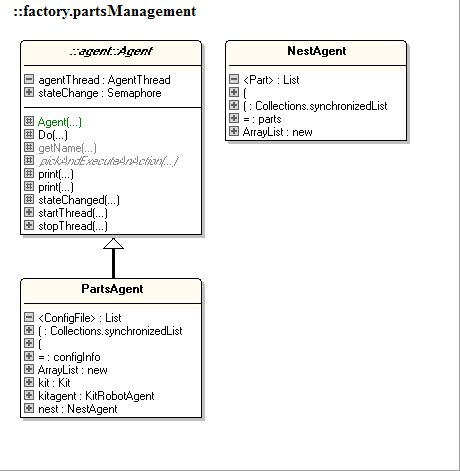 ::factory.partsManagement
::agent::Agent
agentThread : AgentThread
stateChange : Semaphore
Agent(...)
Do(...)
getName(...)
pickAndExecuteAnAction(...)
print(...)
print(...)
stateChanged(...)
startThread(...)
stopThread(...)
NestAgent
<Part> : List
(
( : Collections.synchronizedList
= : parts
ArrayList : new
PartsAgent
<ConfigFile> : List
( : Collections.synchronizedList
(
= : configInfo
ArrayList : new
kit : Kit
kitagent : KitRobotAgent
nest : NestAgent